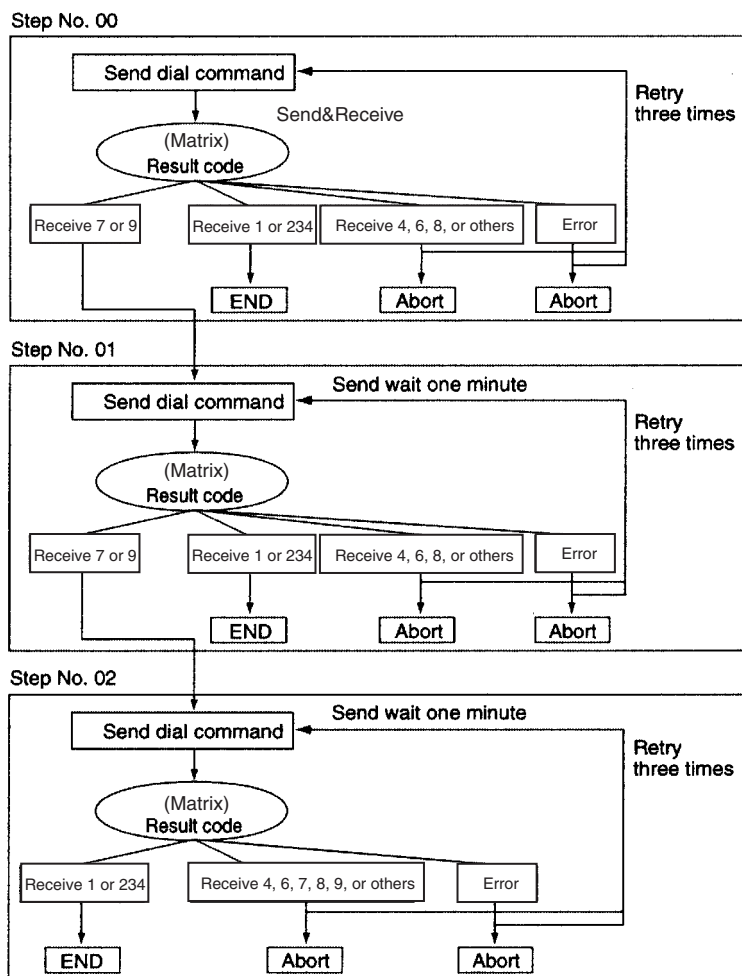 Step No. 00
Send dial command
Retry
three times
Send&Receive
(Matrix)
Result code
Receive 7 or 9
Receive 1 or 234
Receive 4, 6, 8, or others
Error
END
Abort
Abort
Step No. 01
Send wait one minute
Send dial command
Retry
three times
(Matrix)
Result code
Receive 7 or 9
Receive 1 or 234
Receive 4, 6, 8, or others
Error
END
Abort
Abort
Step No. 02
Send wait one minute
Send dial command
Retry
three times
(Matrix)
Result code
Receive 1 or 234
Receive 4, 6, 7, 8, 9, or others
Error
END
Abort
Abort